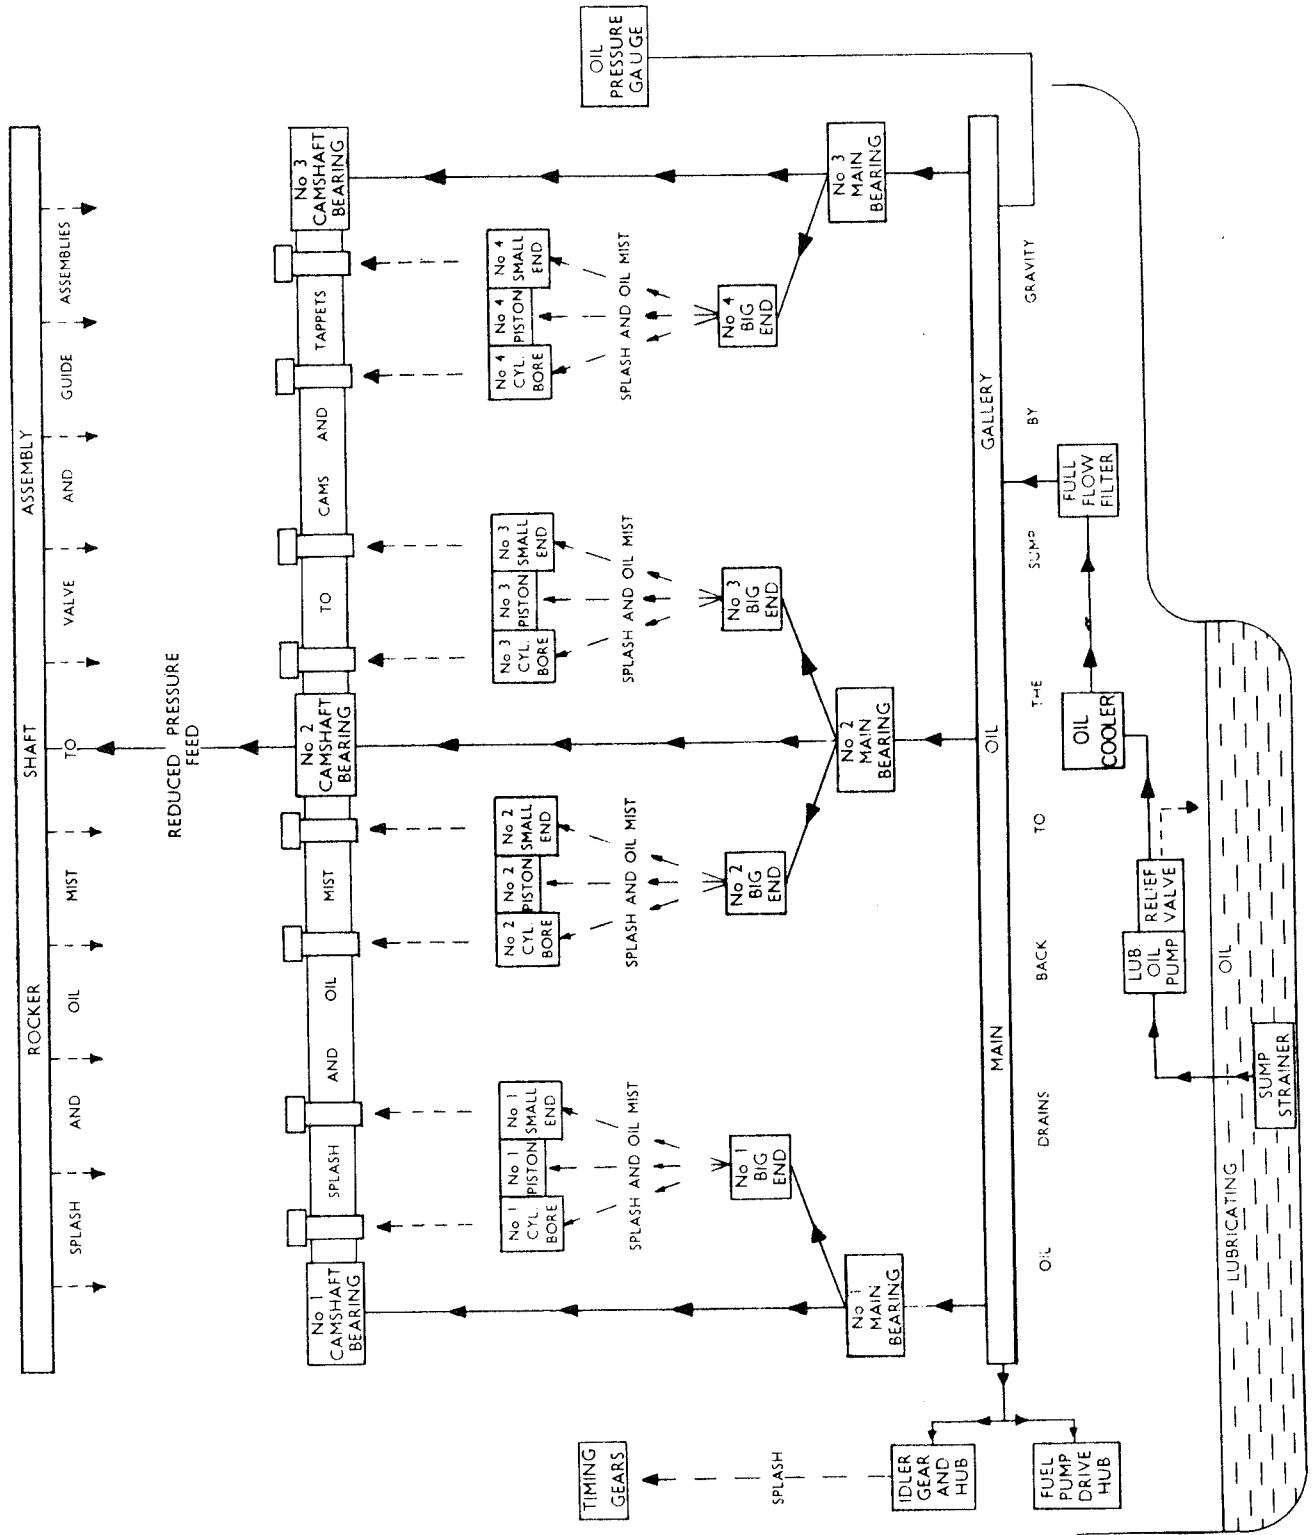 ROCKER SHAFT ASSEMBLY
SPLASH AND OIL MIST TO VALVE AND GUIDE ASSEMBLIES
REDUCED PRESSURE
FEED
No 1
CAMSHAFT
BEARING
SPLASH AND OIL MIST
No 2
CAMSHAFT
BEARING
TO CAMS AND TAPPETS
No 3
CAMSHAFT
BEARING
No 1
CYL.
BORE
No 1
PISTON
No 1
SMALL
END
No 2
CYL.
BORE
No 2
PISTON
No 2
SMALL
END
No 3
CYL.
BORE
No 3
PISTON
No 3
SMALL
END
No 4
CYL.
BORE
No 4
PISTON
No 4
SMALL
END
TIMING
GEARS
OIL
PRESSURE
GAUGE
SPLASH AND OIL MIST
SPLASH AND OIL MIST
SPLASH AND OIL MIST
SPLASH AND OIL MIST
No 1
BIG
END
No 2
BIG
END
No 3
BIG
END
No 4
BIG
END
SPLASH
No 1
MAIN
BEARING
No 2
MAIN
BEARING
No 3
MAIN
BEARING
IDLER
GEAR
AND
HUB
MAIN OIL GALLERY
FUEL
PUMP
DRIVE
HUB
OIL DRAINS BACK TO THE SUMP BY GRAVITY
OIL
COOLER
FULL
FLOW
FILTER
LUB.
OIL
PUMP
RELIEF
VALVE
LUBRICATING OIL
SUMP
STRAINER